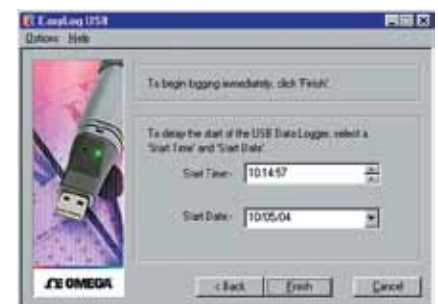 EasyLog USB
Options Help
To begin logging immediately, click 'Finish'.
To delay the start of the USB Data Logger, select a
'Start Time' and 'Start Date'.
Start Time:- 10:14:57
Start Date:- 10/05/04
Ω OMEGA
< Back Finish Cancel